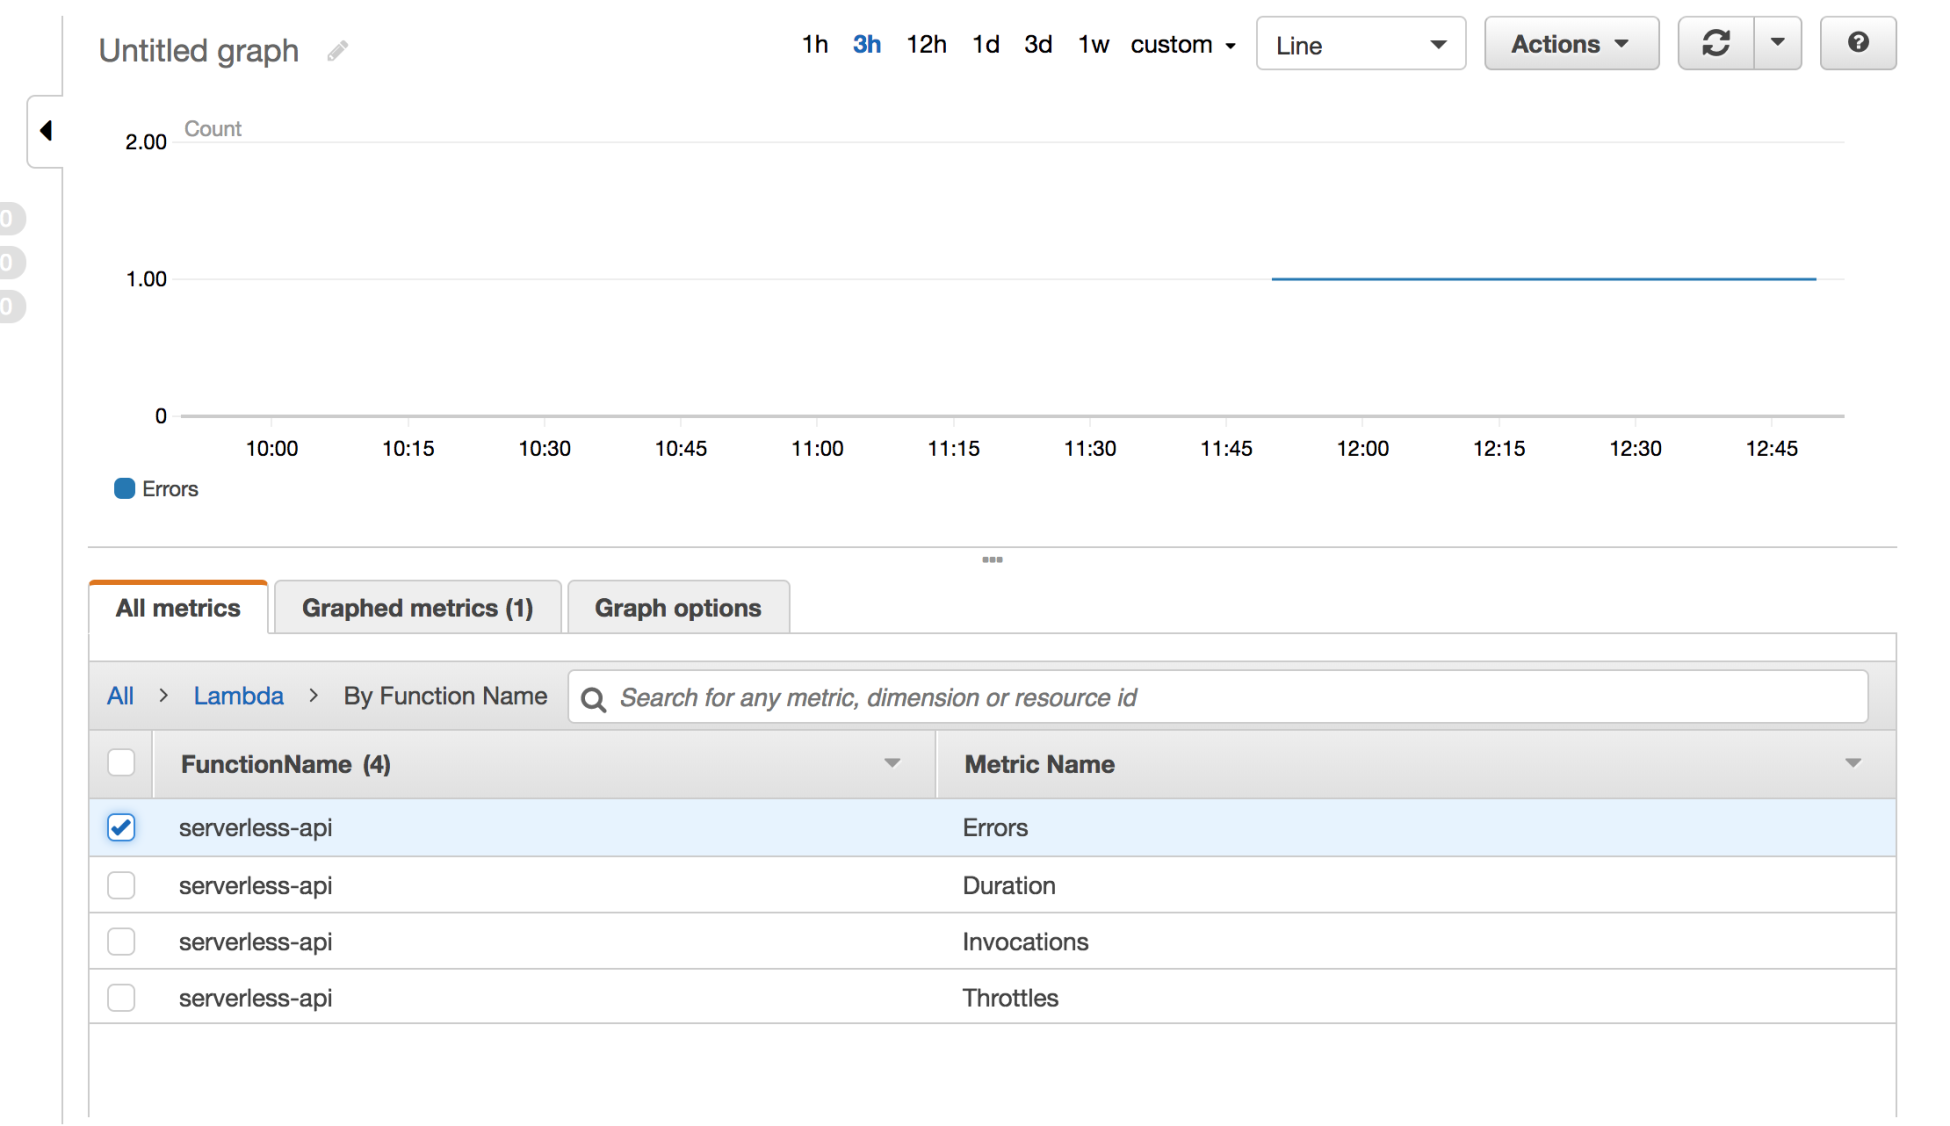 Untitled graph 1h 3h 12h 1d 3d 1w custom Line Actions ?
Count
2.00
0
0
1.00
0
0
10:00 10:15 10:30 10:45 11:00 11:15 11:30 11:45 12:00 12:15 12:30 12:45
Errors
All metrics Graphed metrics (1) Graph options
All > Lambda > By Function Name Search for any metric, dimension or resource id
FunctionName (4) Metric Name
serverless-api Errors
serverless-api Duration
serverless-api Invocations
serverless-api Throttles